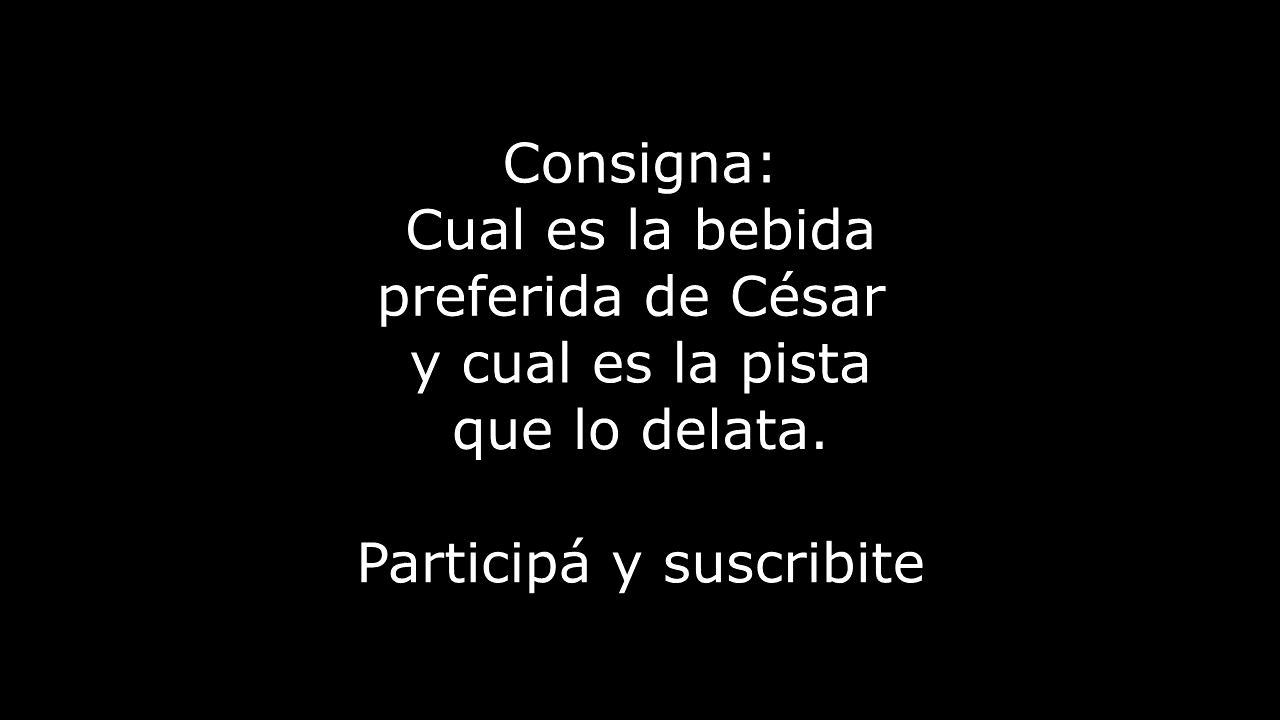 Consigna:
Cual es la bebida
preferida de César
y cual es la pista
que lo delata.
Participá y suscribite